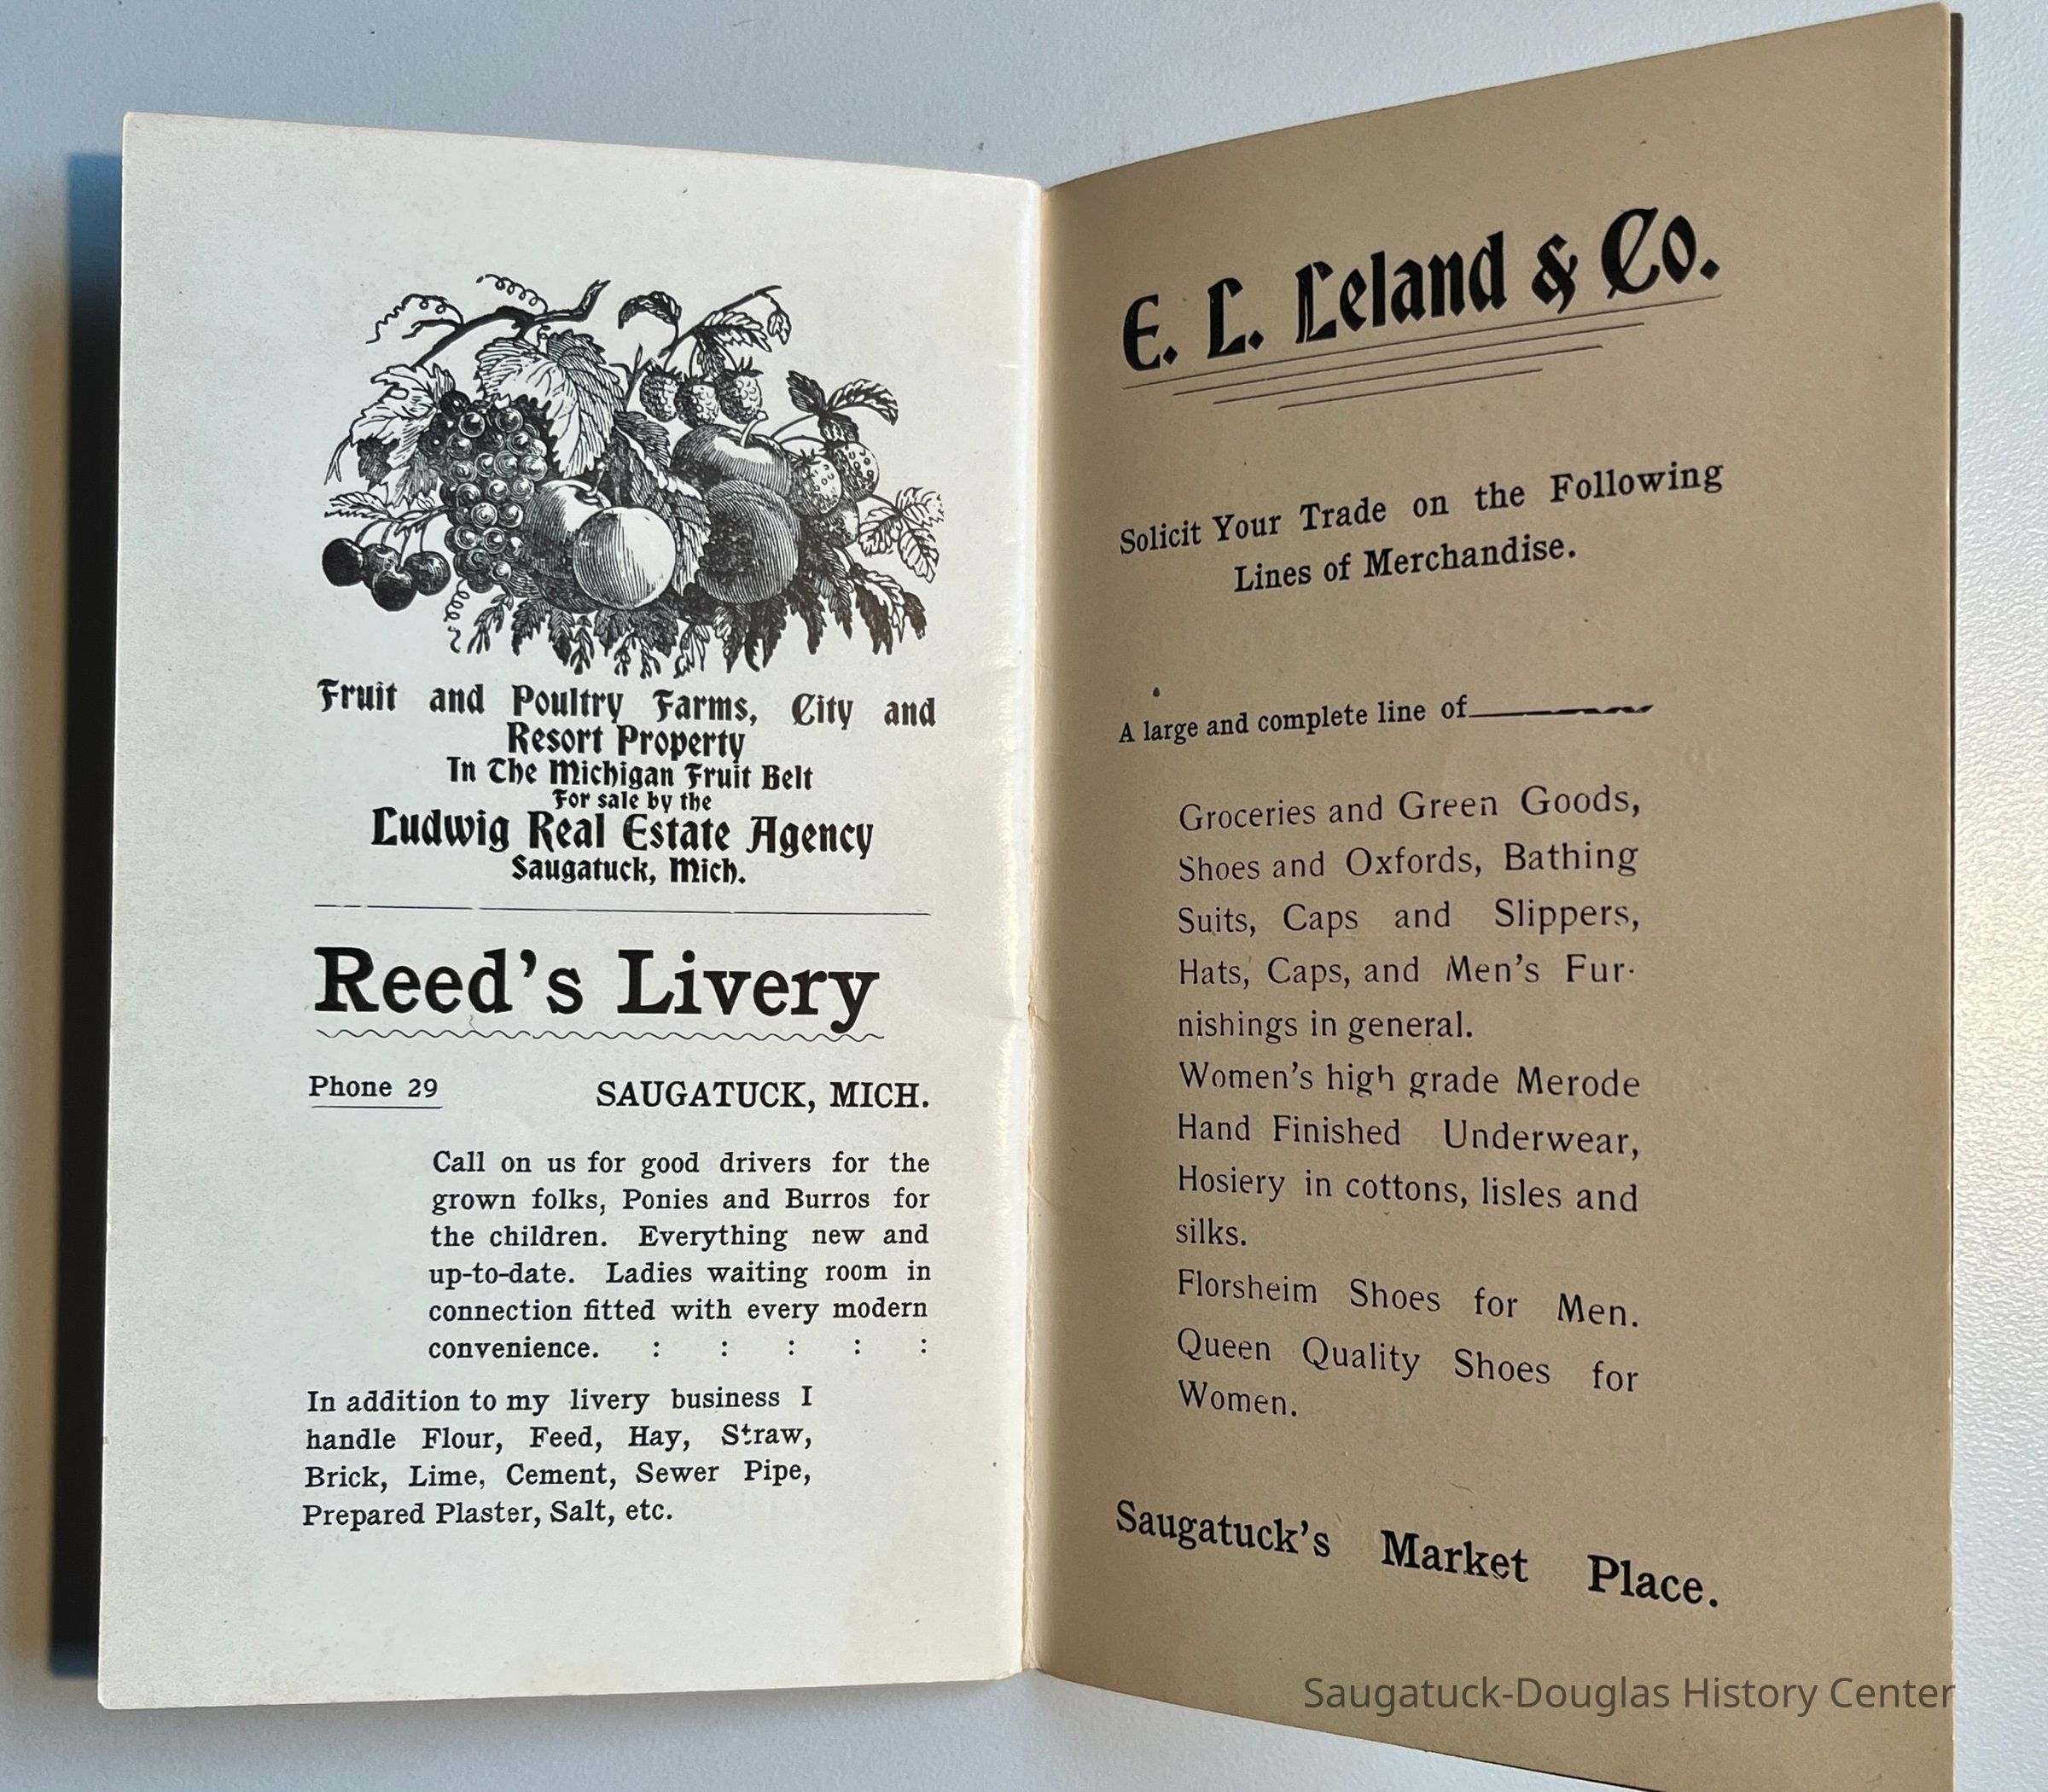 Fruit and Poultry Farms, City and
Resort Property
In The Michigan Fruit Belt
For sale by the
Ludwig Real Estate Agency
Saugatuck, Mich.
Reed's Livery
Phone 29 SAUGATUCK, MICH.
Call on us for good drivers for the
grown folks, Ponies and Burros for
the children. Everything new and
up-to-date. Ladies waiting room in
connection fitted with every modern
convenience. : : : : :
In addition to my livery business I
handle Flour, Feed, Hay, Straw,
Brick, Lime, Cement, Sewer Pipe,
Prepared Plaster, Salt, etc.
E. L. Leland & Co.
Solicit Your Trade on the Following
Lines of Merchandise.
A large and complete line of
Groceries and Green Goods,
Shoes and Oxfords, Bathing
Suits, Caps and Slippers,
Hats, Caps, and Men's Fur-
nishings in general.
Women's high grade Merode
Hand Finished Underwear,
Hosiery in cottons, lisles and
silks.
Florsheim Shoes for Men.
Queen Quality Shoes for
Women.
Saugatuck's Market Place.
Saugatuck-Douglas History Center